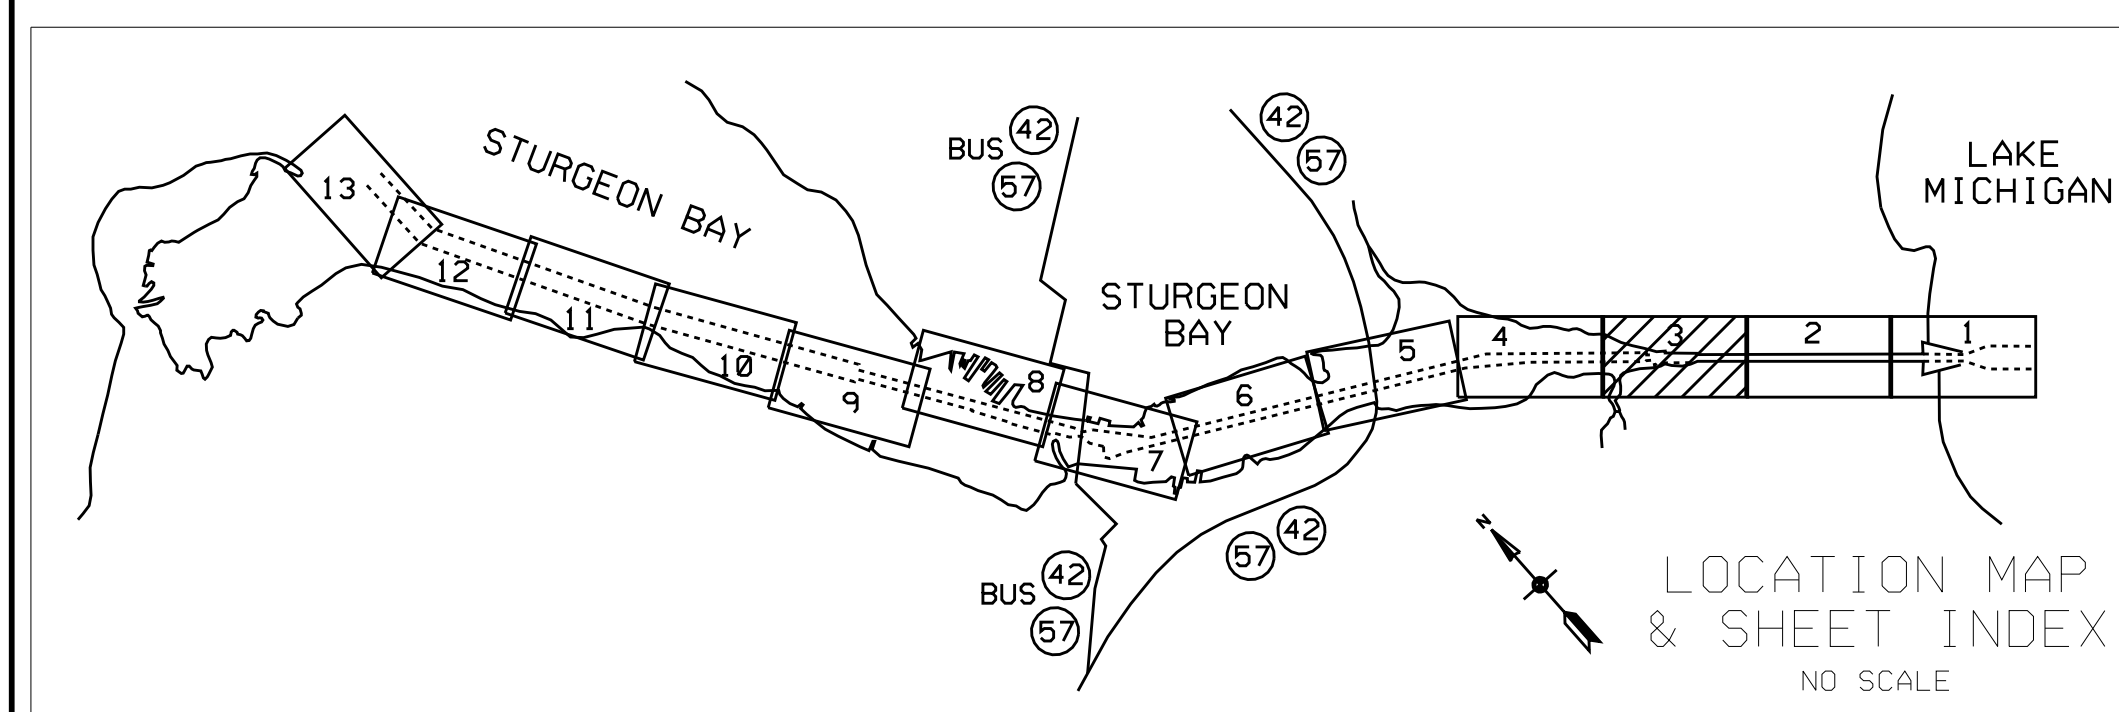 STURGEON BAY
BUS 42
57
42
57
LAKE
MICHIGAN
STURGEON
BAY
13
12
11
10
9
8
7
6
5
4
3
2
1
BUS 42
57
57 42
N
LOCATION MAP
& SHEET INDEX
NO SCALE